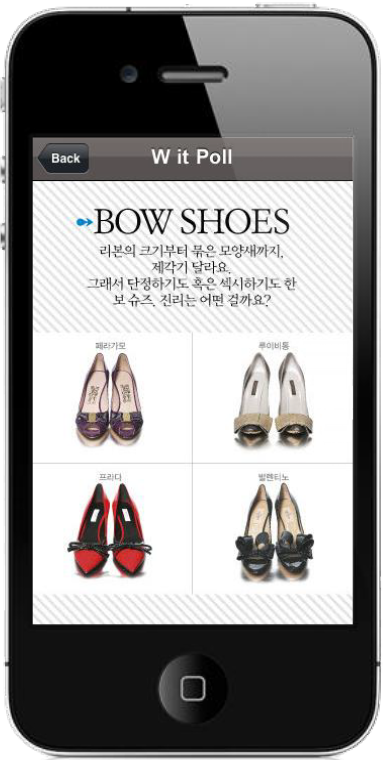 Back
W it Poll
BOW SHOES
리본의 크기부터 묶은 모양새까지,
제각기 달라요.
그래서 단정하기도 혹은 섹시하기도 한
보 슈즈. 진리는 어떤 걸까요?
페라가모
루이비통
프라다
발렌티노